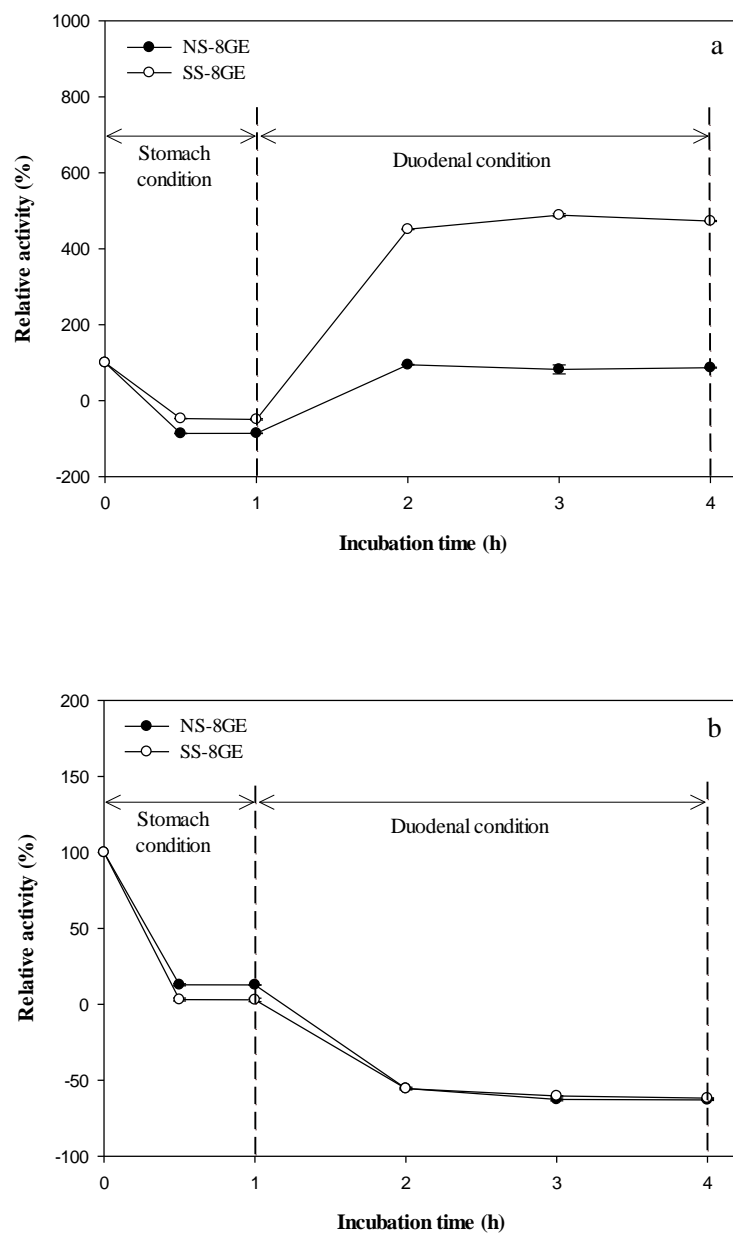 1000
a
NS-8GE
SS-8GE
800
600
400
200
0
-200
Stomach
condition
Duodenal condition
Relative activity (%)
0
1
2
3
4
Incubation time (h)
200
b
NS-8GE
SS-8GE
150
100
50
0
-50
-100
Stomach
condition
Duodenal condition
Relative activity (%)
0
1
2
3
4
Incubation time (h)